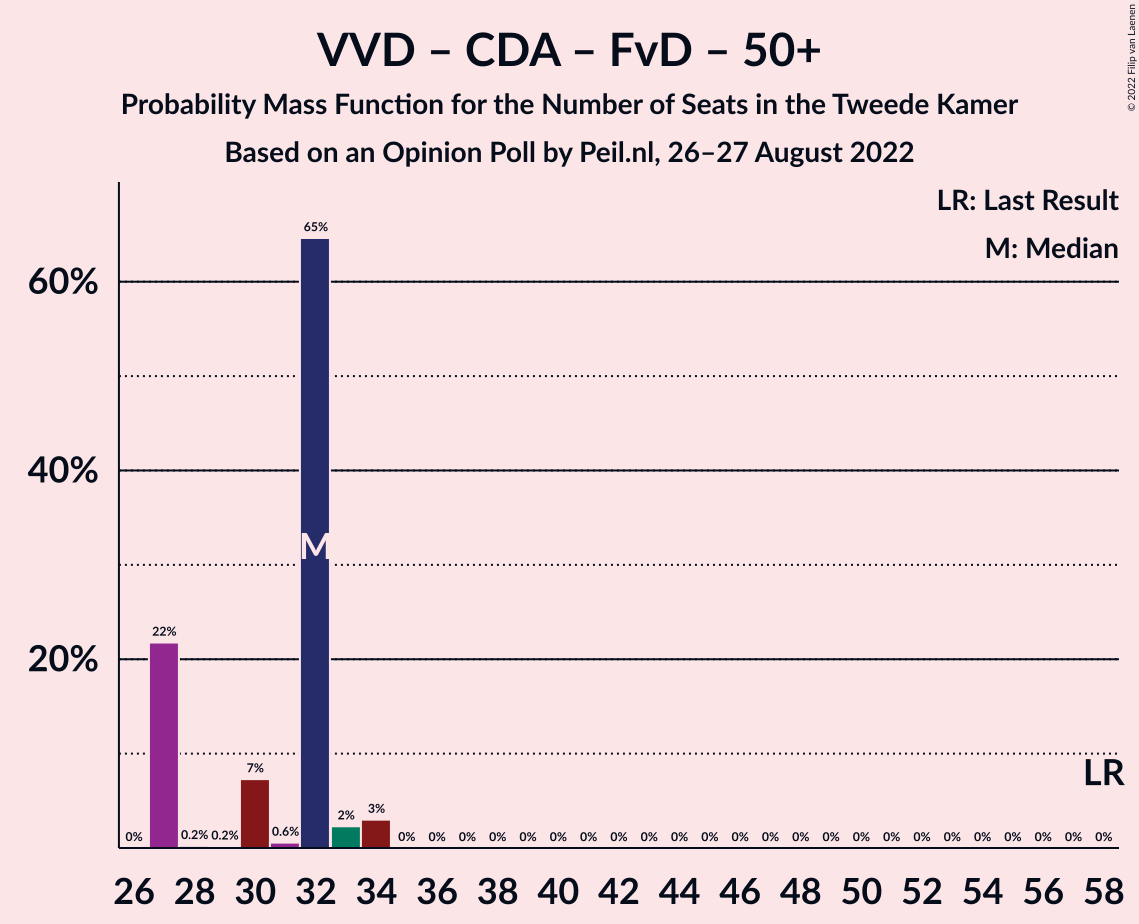 VVD – CDA – FvD – 50+
Probability Mass Function for the Number of Seats in the Tweede Kamer
Based on an Opinion Poll by Peil.nl, 26–27 August 2022
© 2022 Filip van Laenen
LR: Last Result
M: Median
60%
40%
20%
65%
M
22%
LR
0% 0.2% 0.2% 7% 0.6% 2% 3% 0% 0% 0% 0% 0% 0% 0% 0% 0% 0% 0% 0% 0% 0% 0% 0% 0% 0% 0% 0% 0% 0% 0% 0%
26 28 30 32 34 36 38 40 42 44 46 48 50 52 54 56 58